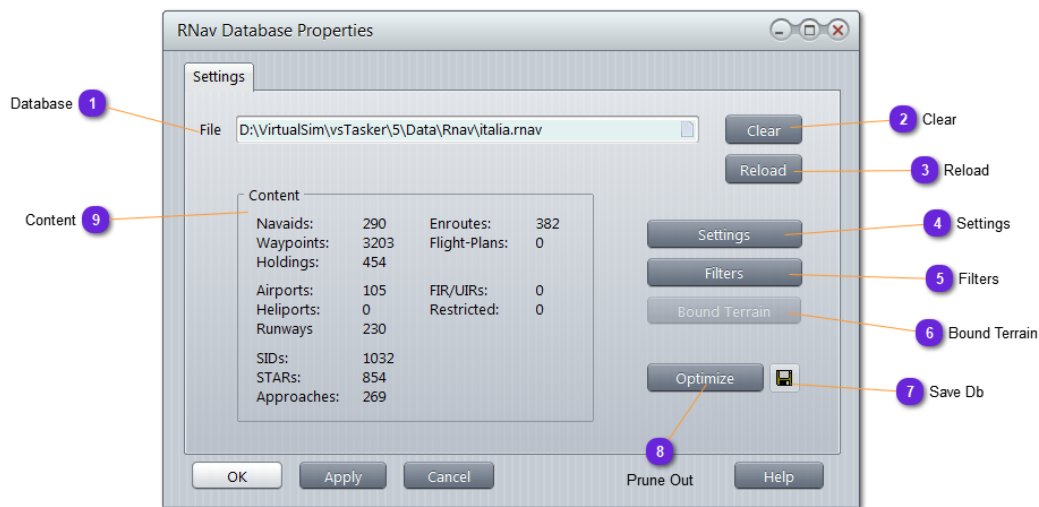 RNav Database Properties
Settings
Database 1
File D:\VirtualSim\vsTasker\5\Data\Rnav\italia.rnav
Clear
2 Clear
Reload
3 Reload
Content 9
Content
Navaids: 290 Enroutes: 382
Waypoints: 3203 Flight-Plans: 0
Holdings: 454
Airports: 105 FIR/UIRs: 0
Heliports: 0 Restricted: 0
Runways 230
SIDs: 1032
STARs: 854
Approaches: 269
Settings
4 Settings
Filters
5 Filters
Bound Terrain
6 Bound Terrain
Optimize
7 Save Db
8
Prune Out
OK
Apply
Cancel
Help